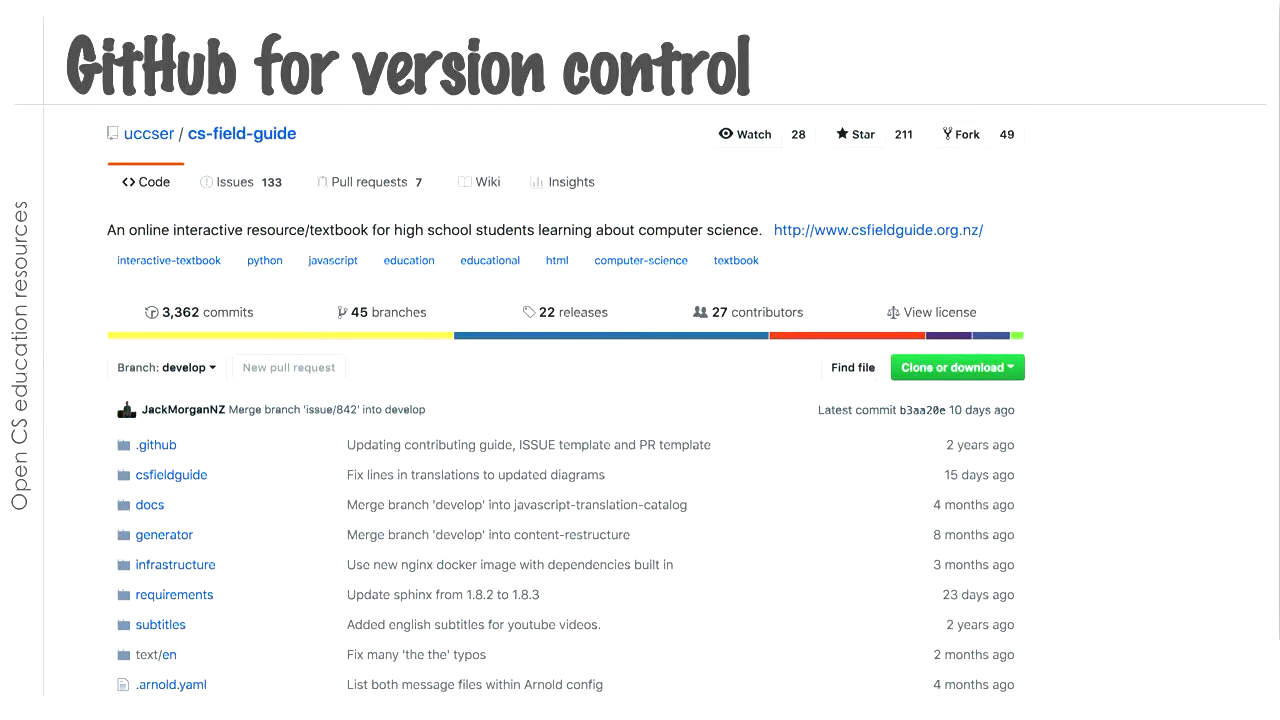 GitHub for version control
Open CS education resources
uccser / cs-field-guide
Watch 28 Star 211 Fork 49
Code Issues 133 Pull requests 7 Wiki Insights
An online interactive resource/textbook for high school students learning about computer science. http://www.csfieldguide.org.nz/
interactive-textbook python javascript education educational html computer-science textbook
3,362 commits 45 branches 22 releases 27 contributors View license
Branch: develop New pull request Find file Clone or download
JackMorganNZ Merge branch 'issue/842' into develop Latest commit b3aa20e 10 days ago
.github Updating contributing guide, ISSUE template and PR template 2 years ago
csfieldguide Fix lines in translations to updated diagrams 15 days ago
docs Merge branch 'develop' into javascript-translation-catalog 4 months ago
generator Merge branch 'develop' into content-restructure 8 months ago
infrastructure Use new nginx docker image with dependencies built in 3 months ago
requirements Update sphinx from 1.8.2 to 1.8.3 23 days ago
subtitles Added english subtitles for youtube videos. 2 years ago
text/en Fix many 'the the' typos 2 months ago
.arnold.yaml List both message files within Arnold config 4 months ago